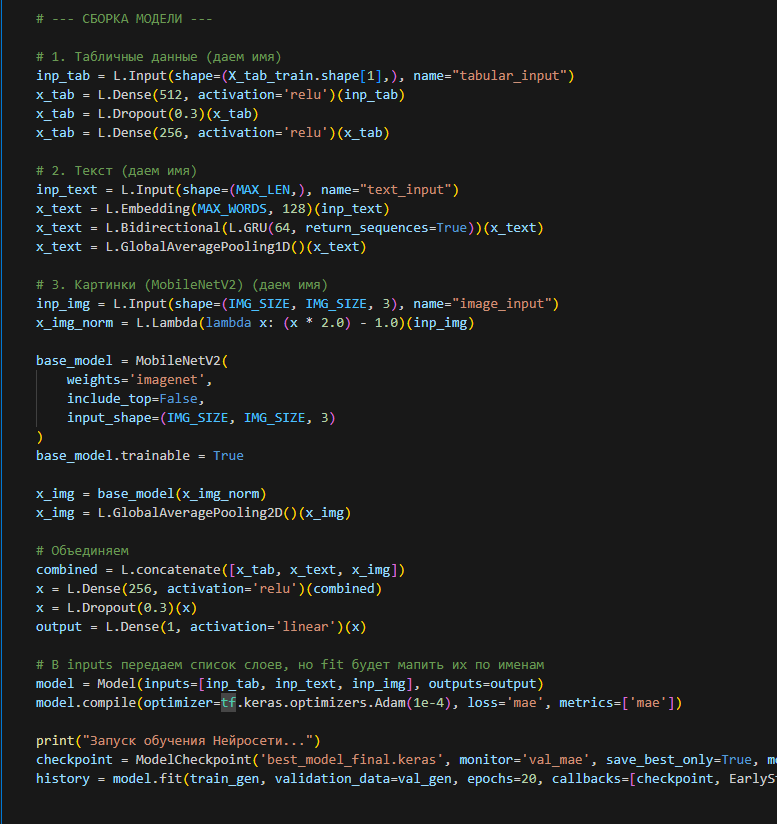 # --- СБОРКА МОДЕЛИ ---
# 1. Табличные данные (даем имя)
inp_tab = L.Input(shape=(X_tab_train.shape[1],), name="tabular_input")
x_tab = L.Dense(512, activation='relu')(inp_tab)
x_tab = L.Dropout(0.3)(x_tab)
x_tab = L.Dense(256, activation='relu')(x_tab)
# 2. Текст (даем имя)
inp_text = L.Input(shape=(MAX_LEN,), name="text_input")
x_text = L.Embedding(MAX_WORDS, 128)(inp_text)
x_text = L.Bidirectional(L.GRU(64, return_sequences=True))(x_text)
x_text = L.GlobalAveragePooling1D()(x_text)
# 3. Картинки (MobileNetV2) (даем имя)
inp_img = L.Input(shape=(IMG_SIZE, IMG_SIZE, 3), name="image_input")
x_img_norm = L.Lambda(lambda x: (x * 2.0) - 1.0)(inp_img)
base_model = MobileNetV2(
    weights='imagenet',
    include_top=False,
    input_shape=(IMG_SIZE, IMG_SIZE, 3)
)
base_model.trainable = True
x_img = base_model(x_img_norm)
x_img = L.GlobalAveragePooling2D()(x_img)
# Объединяем
combined = L.concatenate([x_tab, x_text, x_img])
x = L.Dense(256, activation='relu')(combined)
x = L.Dropout(0.3)(x)
output = L.Dense(1, activation='linear')(x)
# В inputs передаем список слоев, но fit будет мапить их по именам
model = Model(inputs=[inp_tab, inp_text, inp_img], outputs=output)
model.compile(optimizer=tf.keras.optimizers.Adam(1e-4), loss='mae', metrics=['mae'])
print("Запуск обучения Нейросети...")
checkpoint = ModelCheckpoint('best_model_final.keras', monitor='val_mae', save_best_only=True,
history = model.fit(train_gen, validation_data=val_gen, epochs=20, callbacks=[checkpoint,